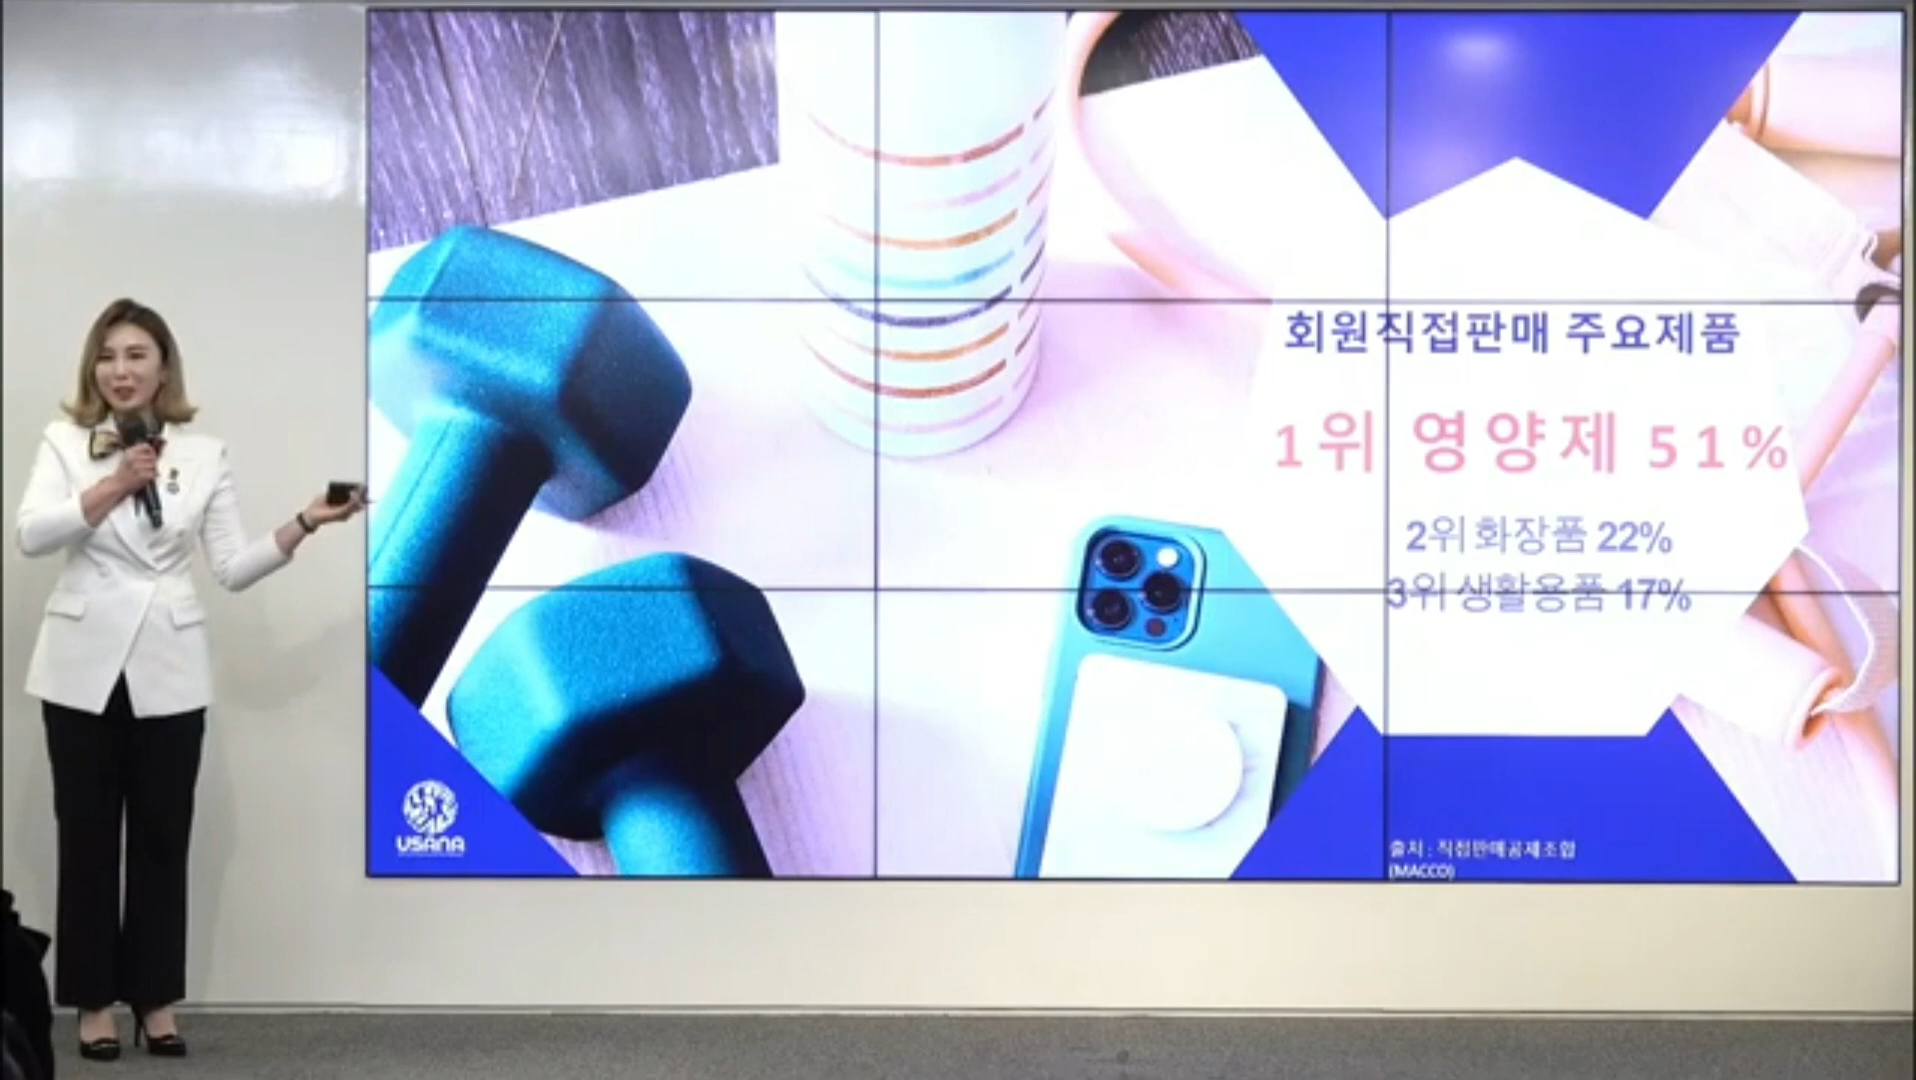 회원직접판매 주요제품
1위 영양제 51%
2위 화장품 22%
3위 생활용품 17%
USANA
출처 : 직접판매공제조합
(MACCO)